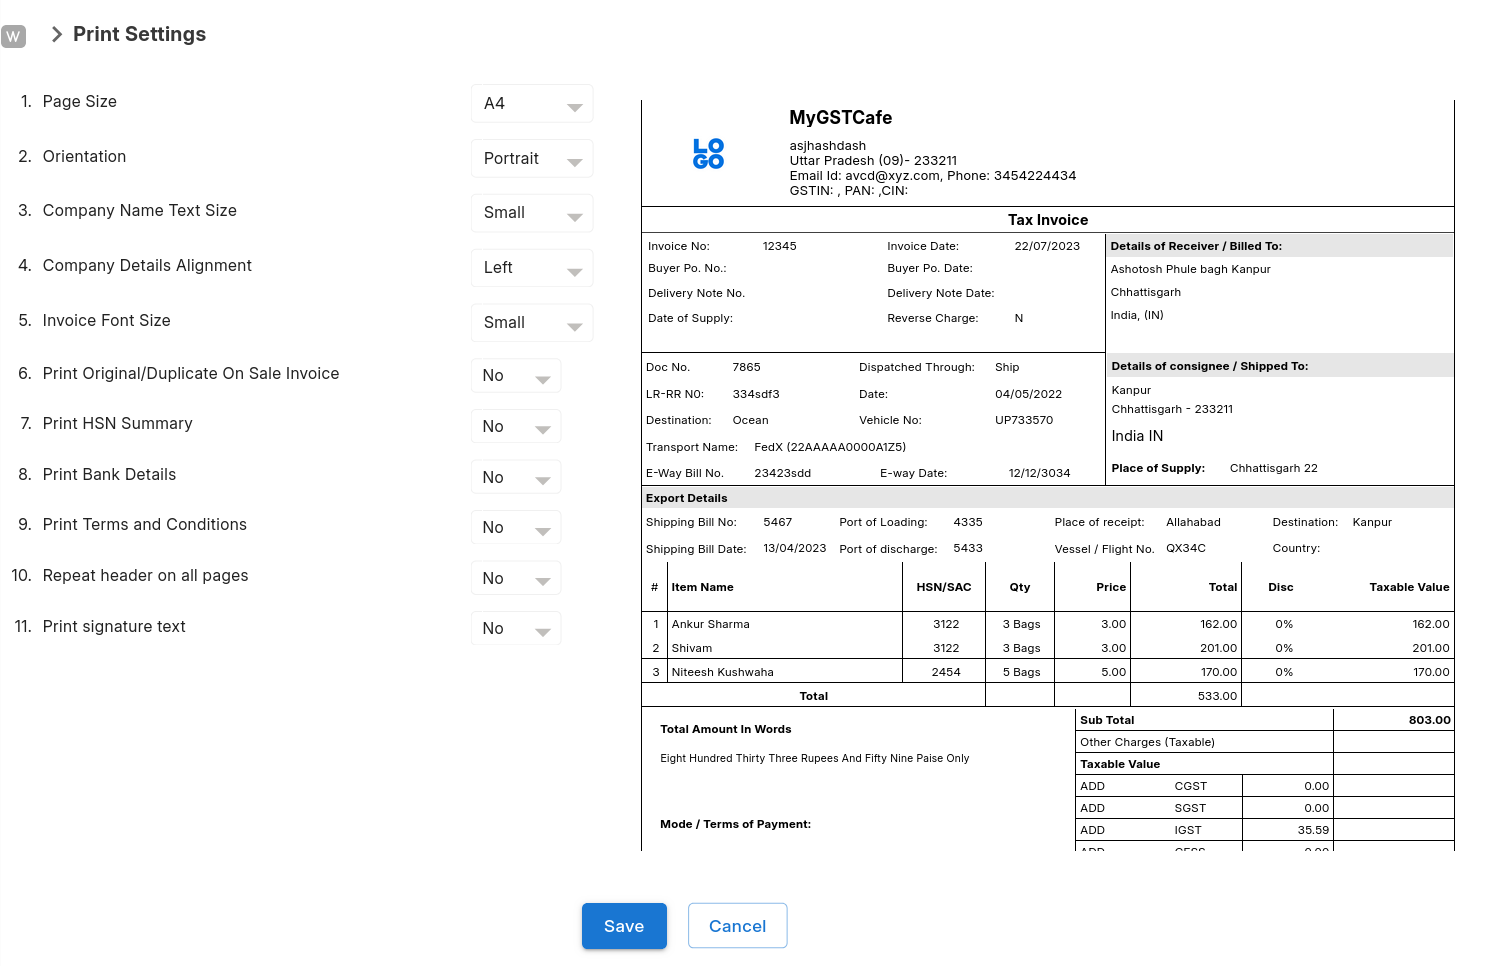 W
Print Settings
1. Page Size A4
2. Orientation Portrait
3. Company Name Text Size Small
4. Company Details Alignment Left
5. Invoice Font Size Small
6. Print Original/Duplicate On Sale Invoice No
7. Print HSN Summary No
8. Print Bank Details No
9. Print Terms and Conditions No
10. Repeat header on all pages No
11. Print signature text No
LO
GO
MyGSTCafe
asjhashdash
Uttar Pradesh (09)- 233211
Email Id: avcd@xyz.com, Phone: 3454224434
GSTIN: , PAN: ,CIN:
Tax Invoice
Invoice No: 12345 Invoice Date: 22/07/2023
Buyer Po. No.: Buyer Po. Date:
Delivery Note No. Delivery Note Date:
Date of Supply: Reverse Charge: N
Details of Receiver / Billed To:
Ashotosh Phule bagh Kanpur
Chhattisgarh
India, (IN)
Doc No. 7865 Dispatched Through: Ship
LR-RR N0: 334sdf3 Date: 04/05/2022
Destination: Ocean Vehicle No: UP733570
Transport Name: FedX (22AAAAA0000A1Z5)
E-Way Bill No. 23423sdd E-way Date: 12/12/3034
Details of consignee / Shipped To:
Kanpur
Chhattisgarh - 233211
India IN
Place of Supply: Chhattisgarh 22
Export Details
Shipping Bill No: 5467 Port of Loading: 4335 Place of receipt: Allahabad Destination: Kanpur
Shipping Bill Date: 13/04/2023 Port of discharge: 5433 Vessel / Flight No. QX34C Country:
# Item Name HSN/SAC Qty Price Total Disc Taxable Value
1 Ankur Sharma 3122 3 Bags 3.00 162.00 0% 162.00
2 Shivam 3122 3 Bags 3.00 201.00 0% 201.00
3 Niteesh Kushwaha 2454 5 Bags 5.00 170.00 0% 170.00
Total 533.00
Total Amount In Words
Eight Hundred Thirty Three Rupees And Fifty Nine Paise Only
Mode / Terms of Payment:
Sub Total 803.00
Other Charges (Taxable)
Taxable Value
ADD CGST 0.00
ADD SGST 0.00
ADD IGST 35.59
ADD CESS 0.00
Save Cancel